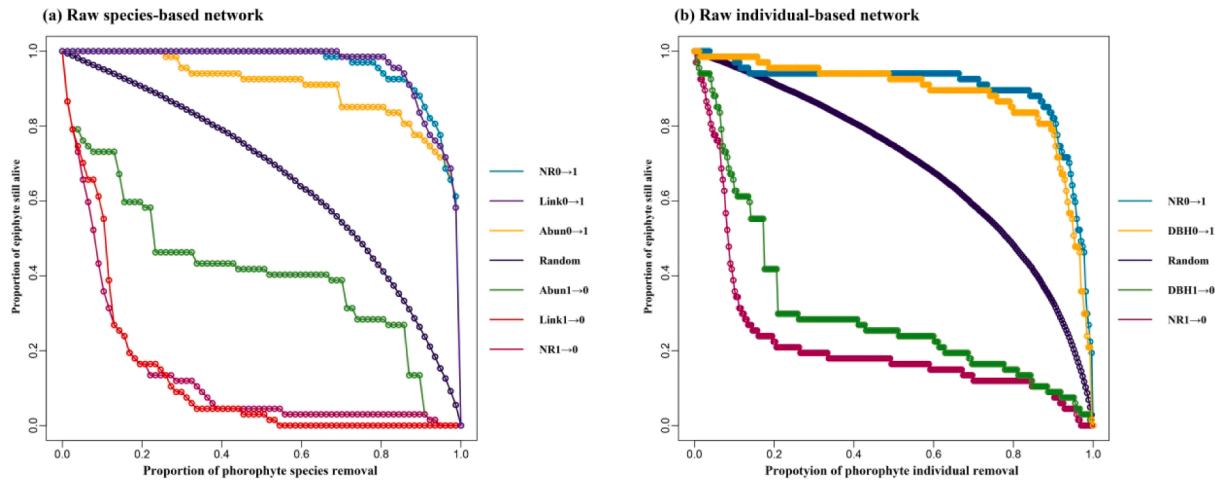 (a) Raw species-based network
Proportion of epiphyte still alive
1.0
0.8
0.6
0.4
0.2
0.0
0.0 0.2 0.4 0.6 0.8 1.0
Proportion of phorophyte species removal
NR0→1
Link0→1
Abun0→1
Random
Abun1→0
Link1→0
NR1→0
(b) Raw individual-based network
Proportion of epiphyte still alive
1.0
0.8
0.6
0.4
0.2
0.0
0.0 0.2 0.4 0.6 0.8 1.0
Propotyion of phorophyte individual removal
NR0→1
DBH0→1
Random
DBH1→0
NR1→0